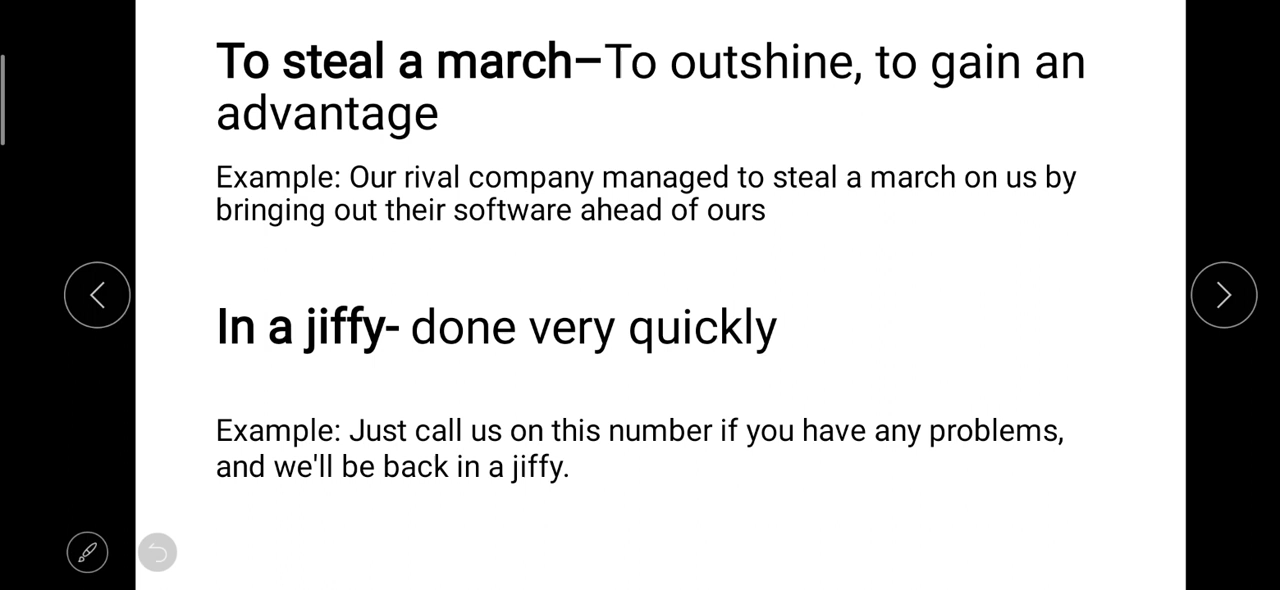 To steal a march–To outshine, to gain an
advantage
Example: Our rival company managed to steal a march on us by
bringing out their software ahead of ours
In a jiffy- done very quickly
Example: Just call us on this number if you have any problems,
and we'll be back in a jiffy.